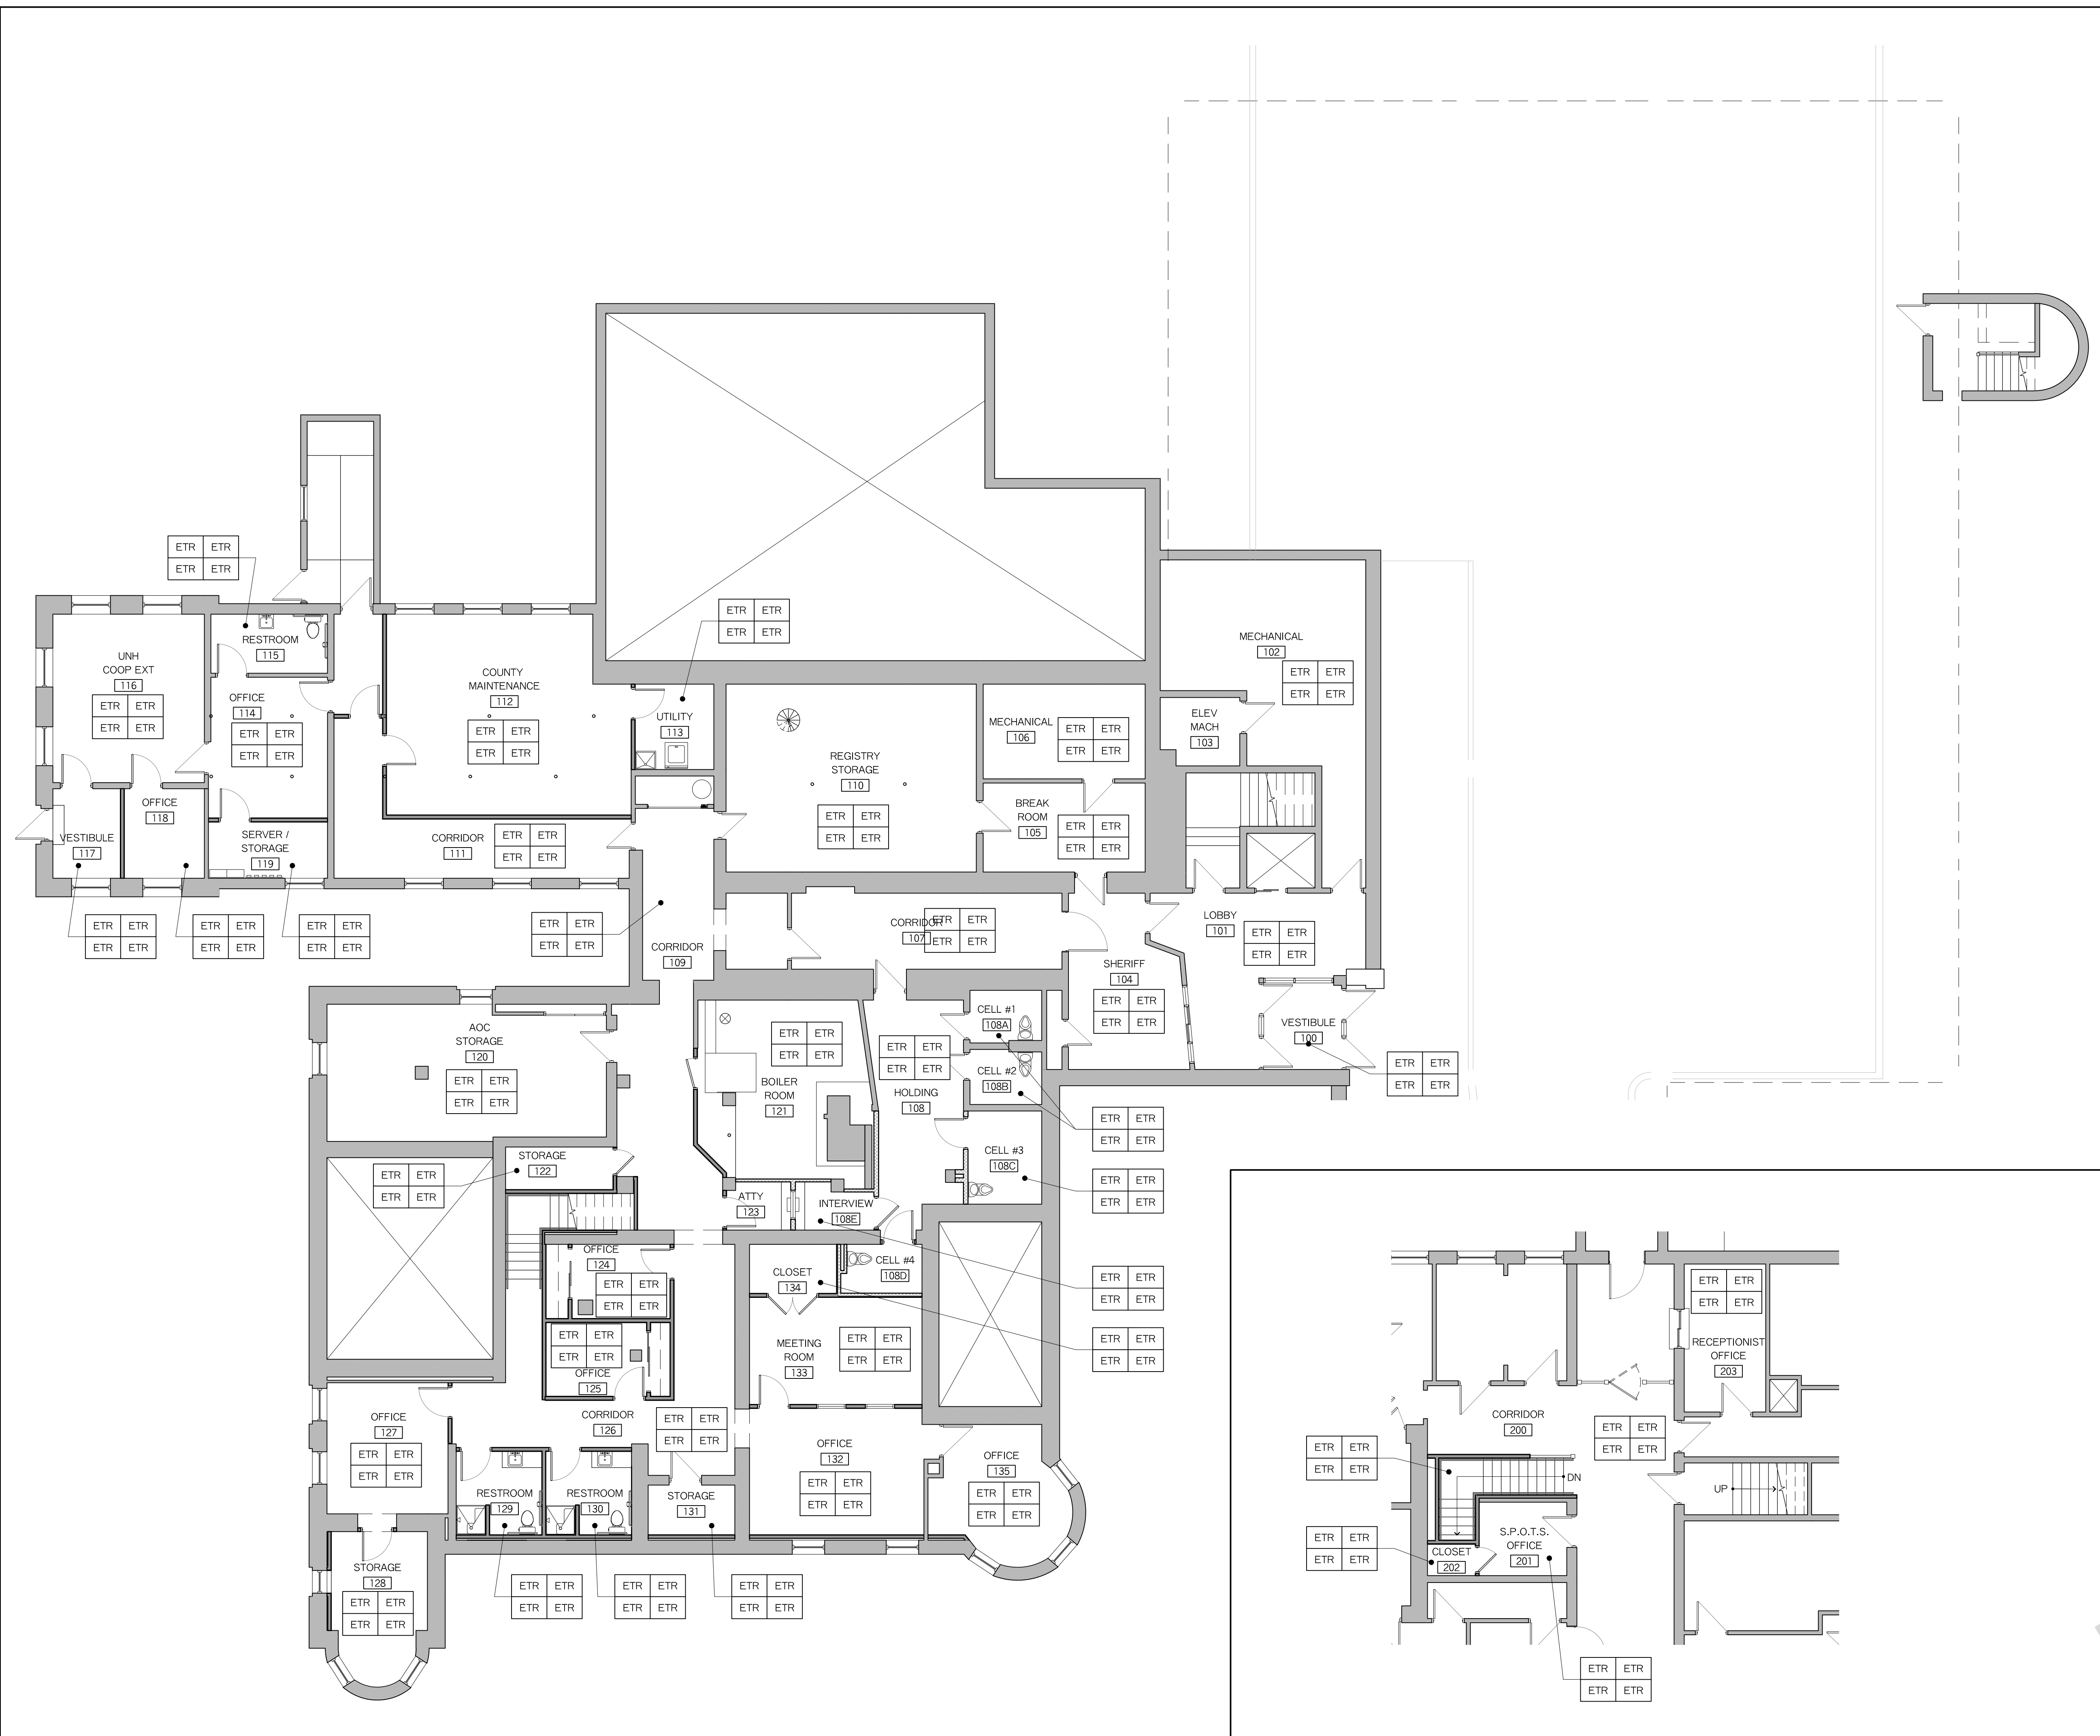 ETR ETR
ETR ETR
UNH
COOP EXT
116
ETR ETR
ETR ETR
RESTROOM
115
OFFICE
114
ETR ETR
ETR ETR
COUNTY
MAINTENANCE
112
ETR ETR
ETR ETR
ETR ETR
ETR ETR
UTILITY
113
MECHANICAL
102
ETR ETR
ETR ETR
ELEV
MACH
103
MECHANICAL
106
ETR ETR
ETR ETR
REGISTRY
STORAGE
110
ETR ETR
ETR ETR
BREAK
ROOM
105
ETR ETR
ETR ETR
VESTIBULE
117
OFFICE
118
SERVER /
STORAGE
119
CORRIDOR
111
ETR ETR
ETR ETR
ETR ETR
ETR ETR
ETR ETR
ETR ETR
ETR ETR
ETR ETR
ETR ETR
ETR ETR
CORRIDOR
109
CORRIDOR
107
ETR ETR
ETR ETR
LOBBY
101
ETR ETR
ETR ETR
SHERIFF
104
ETR ETR
ETR ETR
VESTIBULE
100
ETR ETR
ETR ETR
AOC
STORAGE
120
ETR ETR
ETR ETR
ETR ETR
ETR ETR
BOILER
ROOM
121
ETR ETR
ETR ETR
HOLDING
108
CELL #1
108A
CELL #2
108B
ETR ETR
ETR ETR
CELL #3
108C
ETR ETR
ETR ETR
STORAGE
122
ETR ETR
ETR ETR
ATTY
123
INTERVIEW
108E
OFFICE
124
ETR ETR
ETR ETR
CLOSET
134
CELL #4
108D
ETR ETR
ETR ETR
ETR ETR
ETR ETR
ETR ETR
ETR ETR
OFFICE
125
MEETING
ROOM
133
ETR ETR
ETR ETR
OFFICE
127
ETR ETR
ETR ETR
CORRIDOR
126
ETR ETR
ETR ETR
OFFICE
132
ETR ETR
ETR ETR
OFFICE
135
ETR ETR
ETR ETR
RESTROOM
129
RESTROOM
130
STORAGE
131
STORAGE
128
ETR ETR
ETR ETR
ETR ETR
ETR ETR
ETR ETR
ETR ETR
ETR ETR
ETR ETR
ETR ETR
ETR ETR
RECEPTIONIST
OFFICE
203
CORRIDOR
200
ETR ETR
ETR ETR
ETR ETR
ETR ETR
DN
UP
ETR ETR
ETR ETR
CLOSET
202
S.P.O.T.S.
OFFICE
201
ETR ETR
ETR ETR